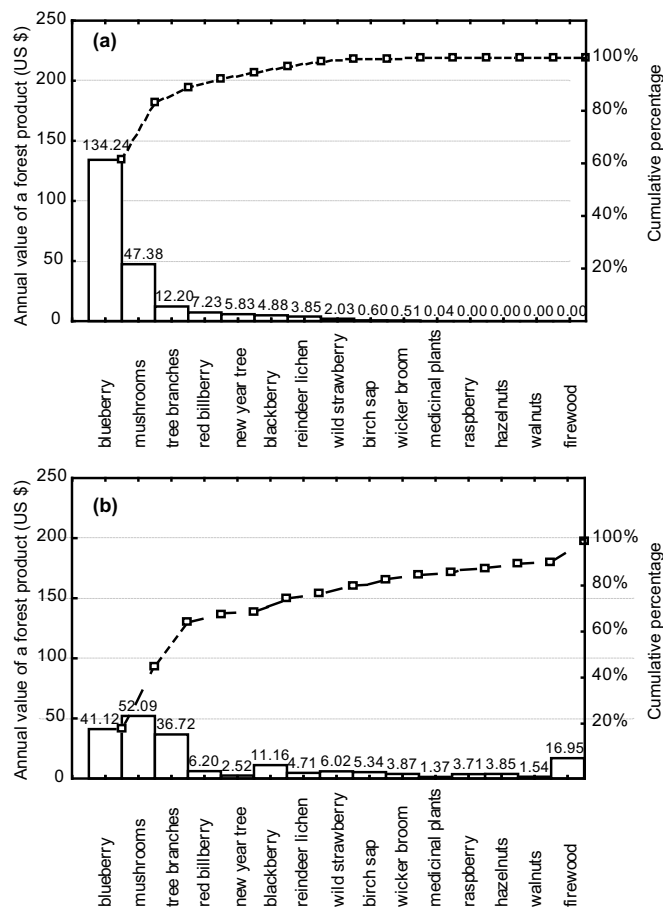 250
(a)
200
100%
150
134.24
80%
60%
100
40%
50
47.38
20%
12.20 7.23 5.83 4.88 3.85 2.03 0.60 0.51 0.04 0.00 0.00 0.00 0.00
0
Annual value of a forest product (US $)
Cumulative percentage
blueberry
mushrooms
tree branches
red billberry
new year tree
blackberry
reindeer lichen
wild strawberry
birch sap
wicker broom
medicinal plants
raspberry
hazelnuts
walnuts
firewood
250
(b)
200
100%
150
80%
60%
100
40%
50
41.12 52.09 36.72
20%
6.20 2.52 11.16 4.71 6.02 5.34 3.87 1.37 3.71 3.85 1.54 16.95
0
Annual value of a forest product (US $)
Cumulative percentage
blueberry
mushrooms
tree branches
red billberry
new year tree
blackberry
reindeer lichen
wild strawberry
birch sap
wicker broom
medicinal plants
raspberry
hazelnuts
walnuts
firewood